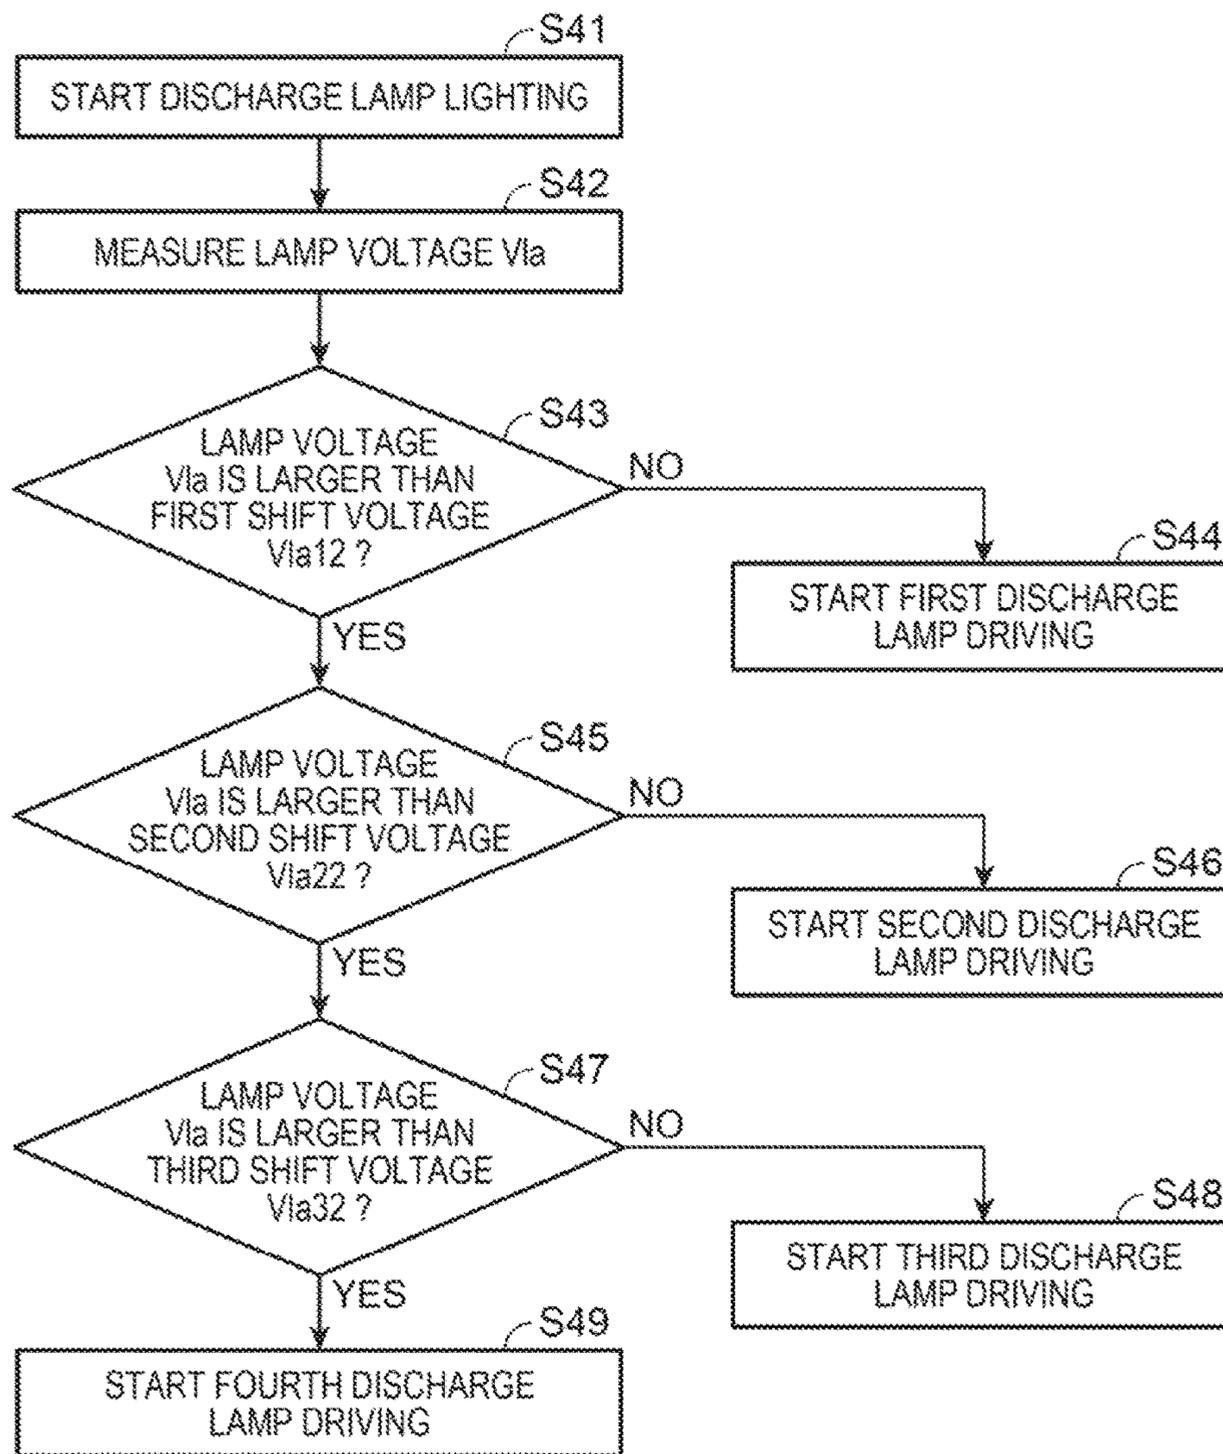 S41
START DISCHARGE LAMP LIGHTING
S42
MEASURE LAMP VOLTAGE Vla
S43
LAMP VOLTAGE
Vla IS LARGER THAN
FIRST SHIFT VOLTAGE
Vla12 ?
NO
YES
S44
START FIRST DISCHARGE
LAMP DRIVING
S45
LAMP VOLTAGE
Vla IS LARGER THAN
SECOND SHIFT VOLTAGE
Vla22 ?
NO
YES
S46
START SECOND DISCHARGE
LAMP DRIVING
S47
LAMP VOLTAGE
Vla IS LARGER THAN
THIRD SHIFT VOLTAGE
Vla32 ?
NO
YES
S48
START THIRD DISCHARGE
LAMP DRIVING
S49
START FOURTH DISCHARGE
LAMP DRIVING